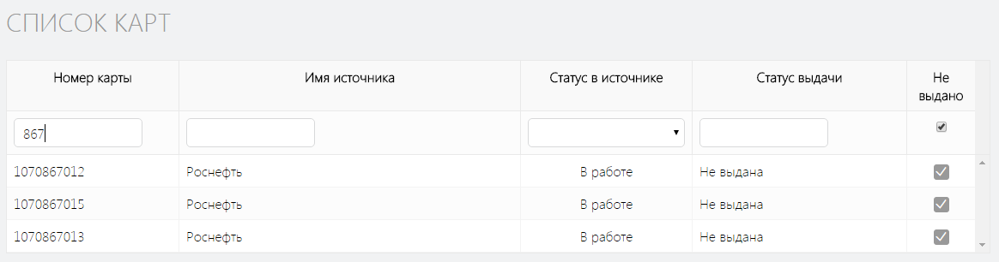 СПИСОК КАРТ
Номер карты Имя источника Статус в источнике Статус выдачи Не выдано
867
1070867012 Роснефть В работе Не выдана
1070867015 Роснефть В работе Не выдана
1070867013 Роснефть В работе Не выдана